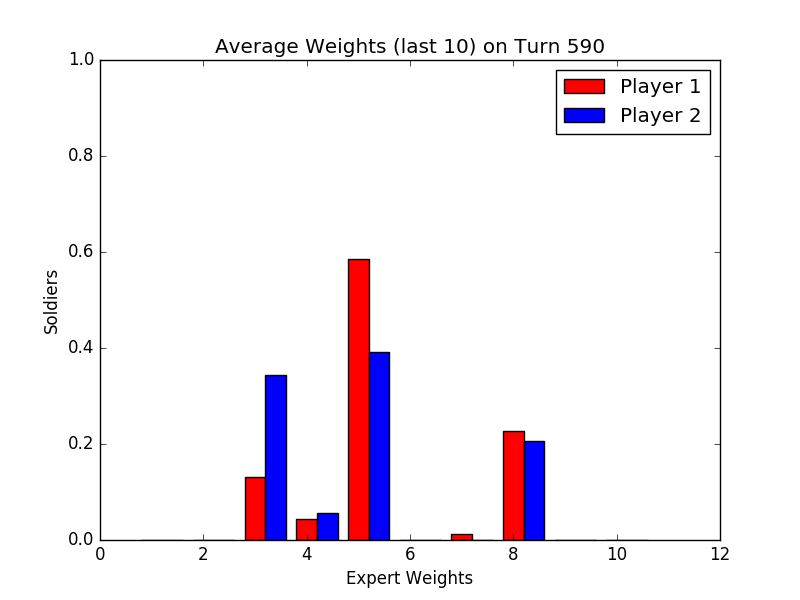 Average Weights (last 10) on Turn 590
1.0
0.8
0.6
0.4
0.2
0.0
Soldiers
Player 1
Player 2
0 2 4 6 8 10 12
Expert Weights